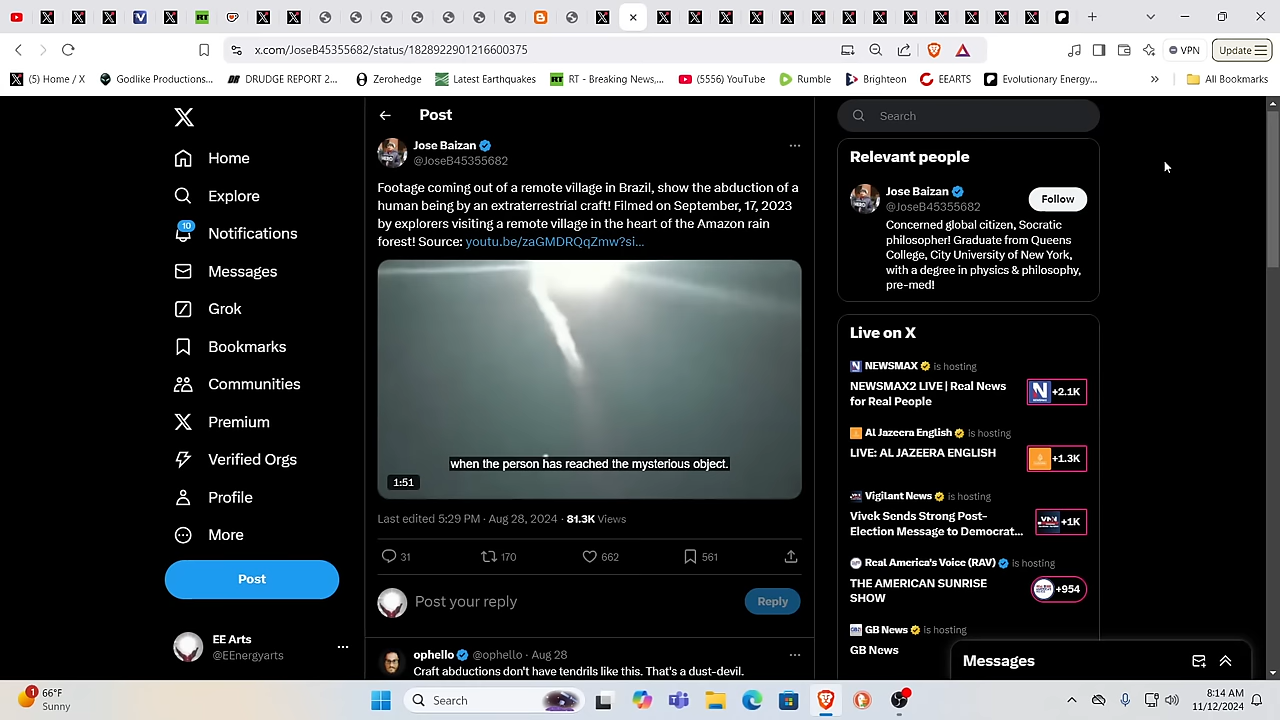 x.com/JoseB45355682/status/1828922901216600375
VPN
Update
(5) Home / X
Godlike Productions...
DRUDGE REPORT 2...
Zerohedge
Latest Earthquakes
RT - Breaking News,...
(5556) YouTube
Rumble
Brighteon
EEARTS
Evolutionary Energy...
All Bookmarks
Home
Explore
10
Notifications
Messages
Grok
Bookmarks
Communities
Premium
Verified Orgs
Profile
More
Post
EE Arts
@EEnergyarts
Post
Jose Baizan
@JoseB45355682
Footage coming out of a remote village in Brazil, show the abduction of a
human being by an extraterrestrial craft! Filmed on September, 17, 2023
by explorers visiting a remote village in the heart of the Amazon rain
forest! Source: youtu.be/zaGMDRQqZmw?si...
when the person has reached the mysterious object.
1:51
Last edited 5:29 PM · Aug 28, 2024 · 81.3K Views
31 170 662 561
Post your reply
Reply
ophello @ophello · Aug 28
Craft abductions don't have tendrils like this. That's a dust-devil.
Search
Relevant people
Jose Baizan
@JoseB45355682
Follow
Concerned global citizen, Socratic
philosopher! Graduate from Queens
College, City University of New York,
with a degree in physics & philosophy,
pre-med!
Live on X
NEWSMAX is hosting
NEWSMAX2 LIVE | Real News
for Real People
+2.1K
Al Jazeera English is hosting
LIVE: AL JAZEERA ENGLISH
+1.3K
Vigilant News is hosting
Vivek Sends Strong Post-
Election Message to Democrat...
+1K
Real America's Voice (RAV) is hosting
THE AMERICAN SUNRISE
SHOW
+954
GB News is hosting
GB News
Messages
1
66°F
Sunny
Search
8:14 AM
11/12/2024